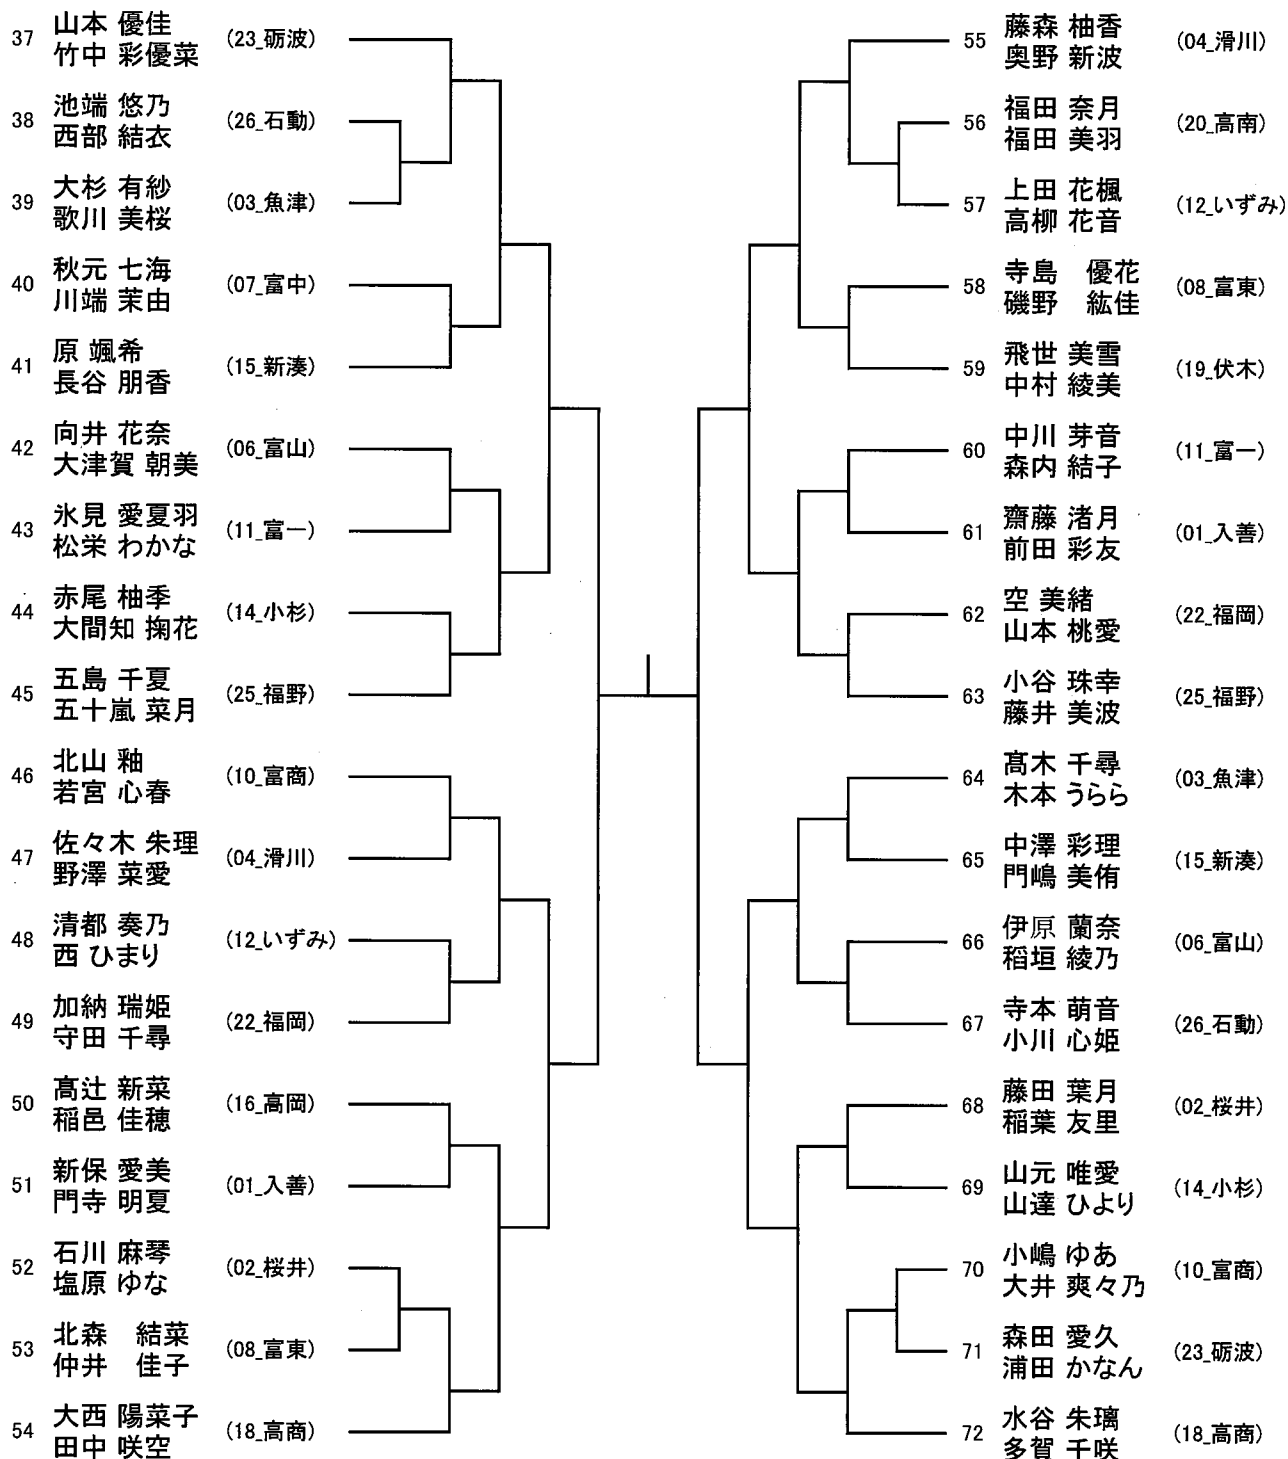 37 山本 優佳 (23_砺波)
竹中 彩優菜
38 池端 悠乃 (26_石動)
西部 結衣
39 大杉 有紗 (03_魚津)
歌川 美桜
40 秋元 七海 (07_富中)
川端 茉由
41 原 颯希 (15_新湊)
長谷 朋香
42 向井 花奈 (06_富山)
大津賀 朝美
43 氷見 愛夏羽 (11_富一)
松栄 わかな
44 赤尾 柚季 (14_小杉)
大間知 掬花
45 五島 千夏 (25_福野)
五十嵐 菜月
46 北山 釉 (10_富商)
若宮 心春
47 佐々木 朱理 (04_滑川)
野澤 菜愛
48 清都 奏乃 (12_いずみ)
西 ひまり
49 加納 瑞姫 (22_福岡)
守田 千尋
50 髙辻 新菜 (16_高岡)
稲邑 佳穂
51 新保 愛美 (01_入善)
門寺 明夏
52 石川 麻琴 (02_桜井)
塩原 ゆな
53 北森　結菜 (08_富東)
仲井　佳子
54 大西 陽菜子 (18_高商)
田中 咲空
55 藤森 柚香 (04_滑川)
奥野 新波
56 福田 奈月 (20_高南)
福田 美羽
57 上田 花楓 (12_いずみ)
高柳 花音
58 寺島　優花 (08_富東)
磯野　紘佳
59 飛世 美雪 (19_伏木)
中村 綾美
60 中川 芽音 (11_富一)
森内 結子
61 齋藤 渚月 (01_入善)
前田 彩友
62 空 美緒 (22_福岡)
山本 桃愛
63 小谷 珠幸 (25_福野)
藤井 美波
64 髙木 千尋 (03_魚津)
木本 うらら
65 中澤 彩理 (15_新湊)
門嶋 美侑
66 伊原 蘭奈 (06_富山)
稲垣 綾乃
67 寺本 萌音 (26_石動)
小川 心姫
68 藤田 葉月 (02_桜井)
稲葉 友里
69 山元 唯愛 (14_小杉)
山達 ひより
70 小嶋 ゆあ (10_富商)
大井 爽々乃
71 森田 愛久 (23_砺波)
浦田 かなん
72 水谷 朱璃 (18_高商)
多賀 千咲